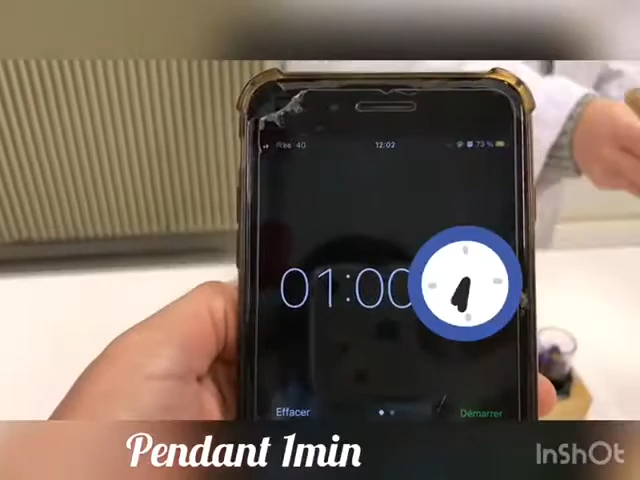 12:02
73 %
01:00
Effacer
Démarrer
Pendant 1min
InShOt